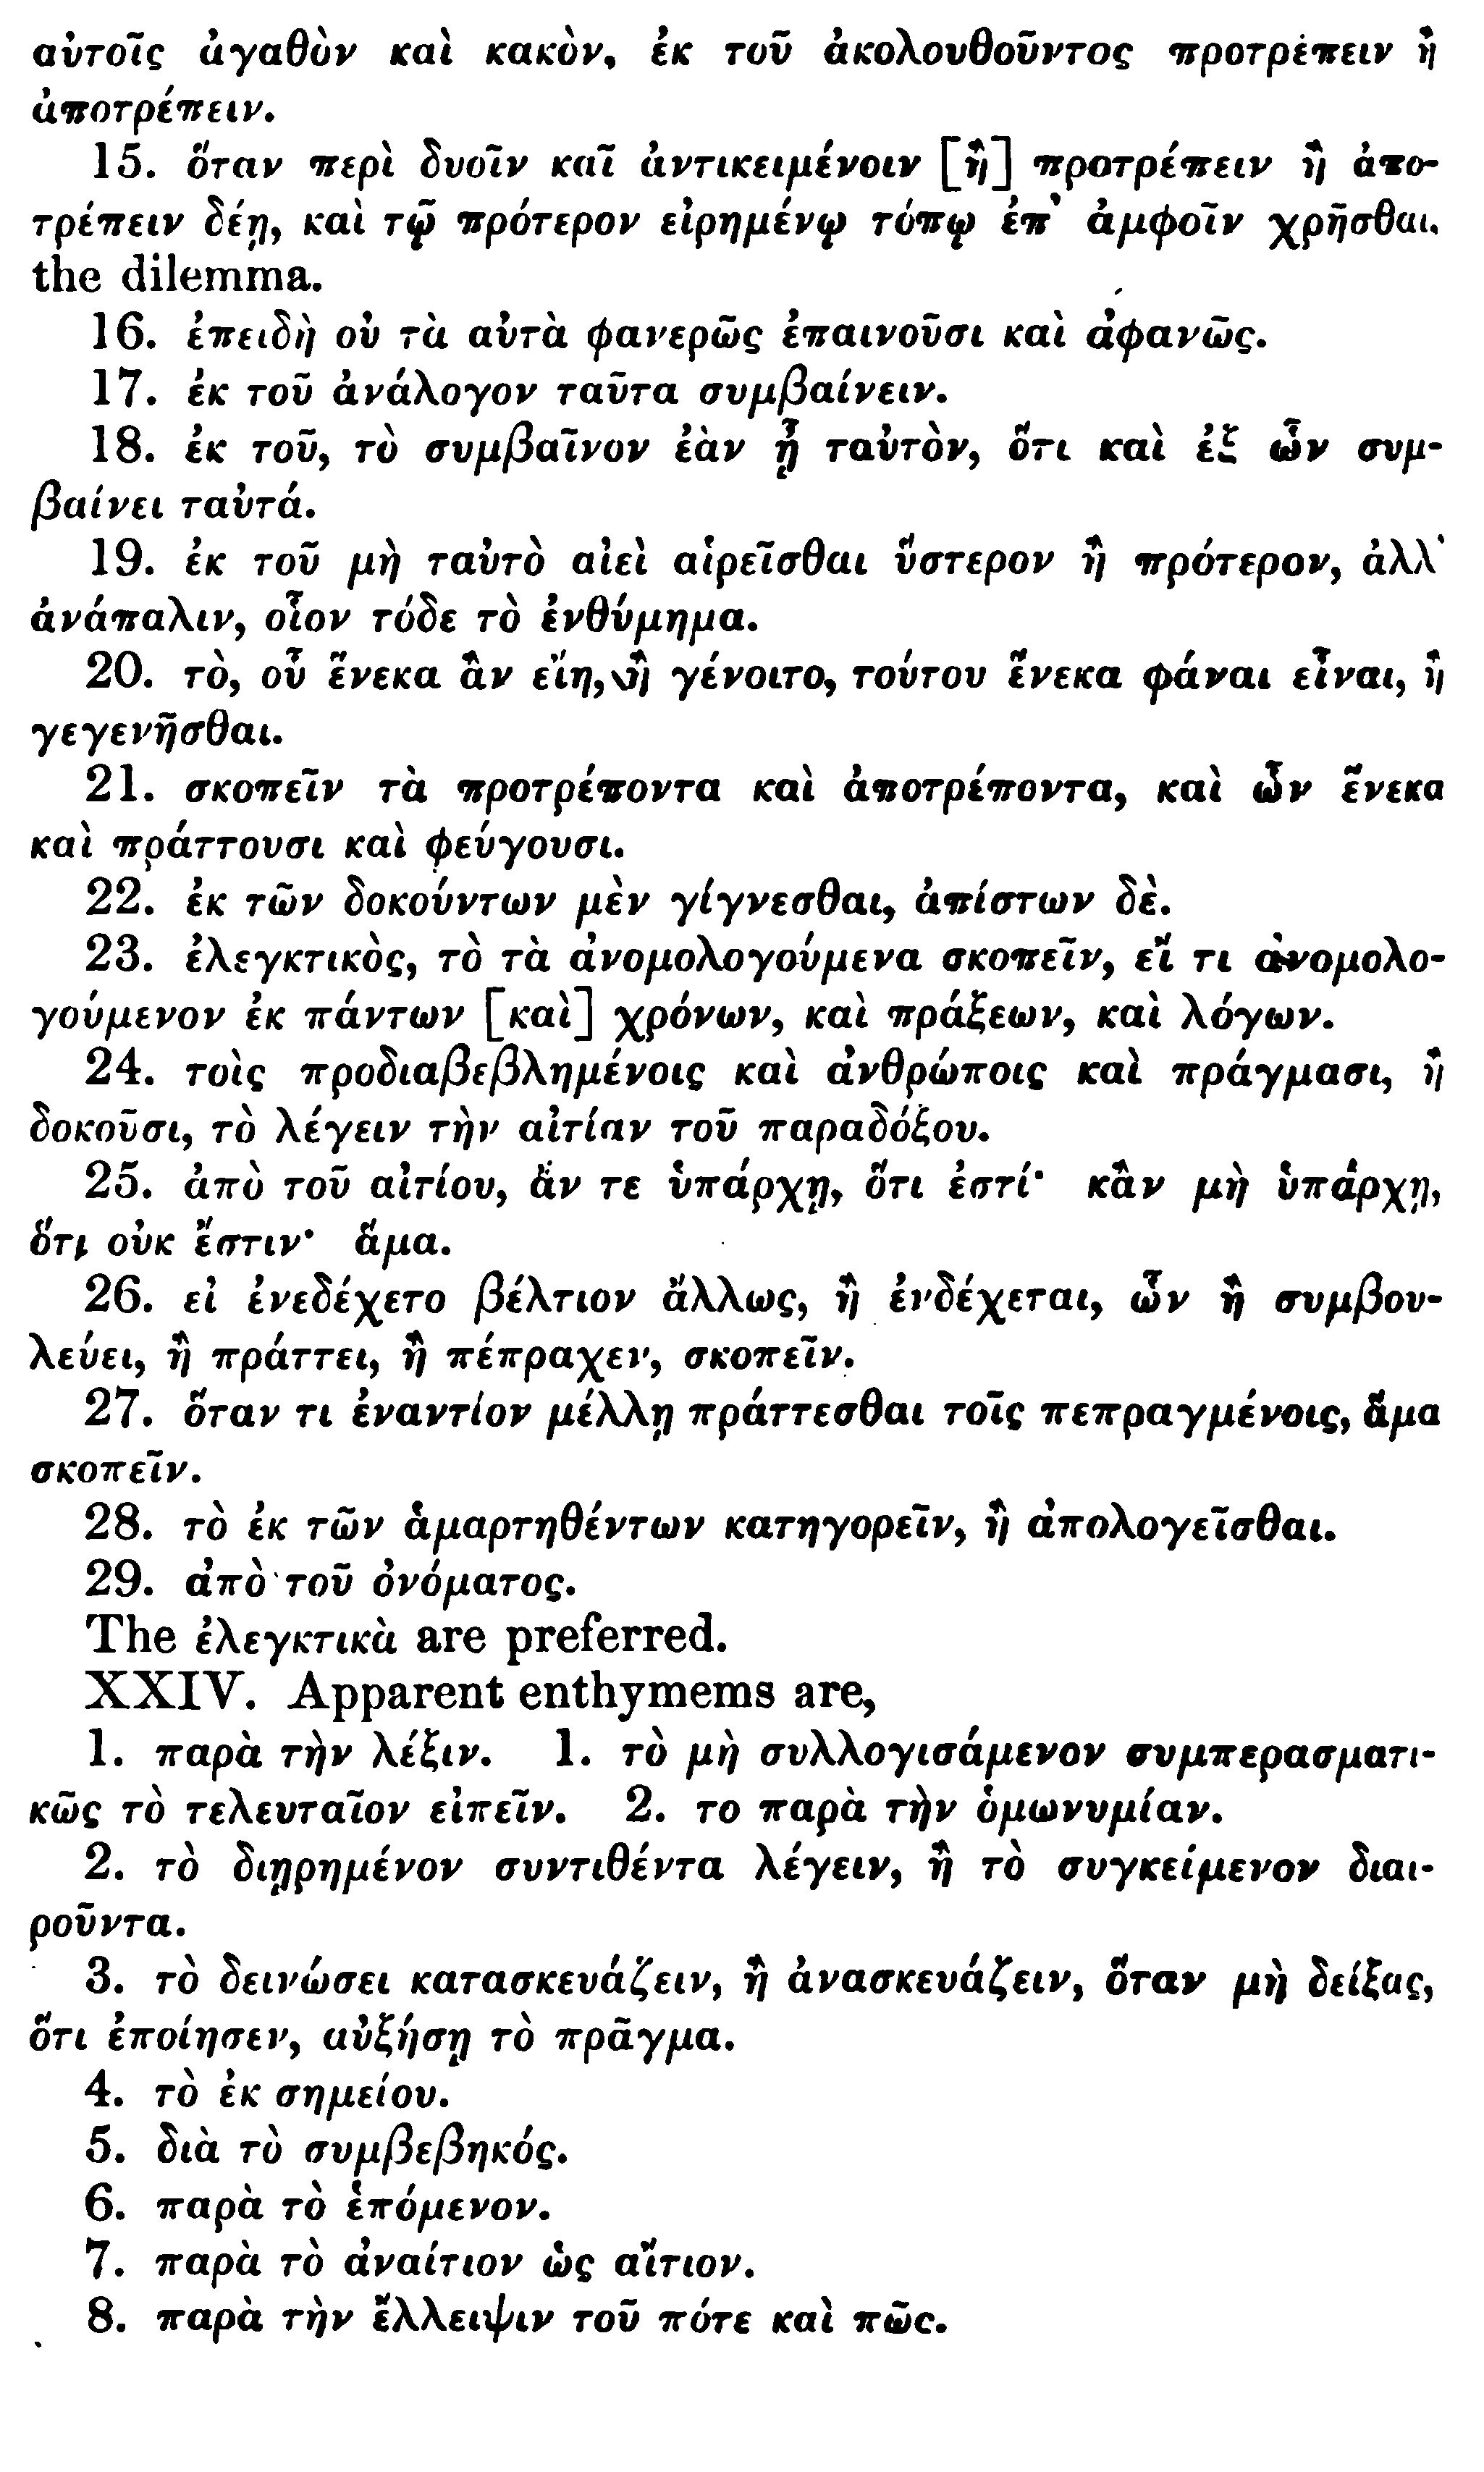 αὐτοῖς ἀγαθὸν καὶ κακὸν, ἐκ τοῦ ἀκολουθοῦντος προτρέπειν ἢ
ἀποτρέπειν.
15. ὅταν περὶ δυοῖν καῖ ἀντικειμένοιν [ἢ] προτρέπειν ἢ ἀπο-
τρέπειν δέῃ, καὶ τῷ πρότερον εἰρημένῳ τόπῳ ἐπ’ ἀμφοῖν χρῆσθαι.
the dilemma.
16. ἐπειδὴ οὐ τὰ αὐτὰ φανερῶς ἐπαινοῦσι καὶ ἀφανῶς.
17. ἐκ τοῦ ἀνάλογον ταῦτα συμβαίνειν.
18. ἐκ τοῦ, τὸ συμβαῖνον ἐὰν ᾖ ταὐτὸν, ὅτι καὶ ἐξ ὧν συμ-
βαίνει ταὐτά.
19. ἐκ τοῦ μὴ ταὐτὸ αἰεὶ αἱρεῖσθαι ὕστερον ἢ πρότερον, ἀλλ’
ἀνάπαλιν, οἷον τόδε τὸ ἐνθύμημα.
20. τὸ, οὗ ἕνεκα ἂν εἴη, ἢ γένοιτο, τούτου ἕνεκα φάναι εἶναι, ἢ
γεγενῆσθαι.
21. σκοπεῖν τὰ προτρέποντα καὶ ἀποτρέποντα, καὶ ὧν ἕνεκα
καὶ πράττουσι καὶ φεύγουσι.
22. ἐκ τῶν δοκούντων μὲν γίγνεσθαι, ἀπίστων δὲ.
23. ἐλεγκτικὸς, τὸ τὰ ἀνομολογούμενα σκοπεῖν, εἴ τι ἀνομολο-
γούμενον ἐκ πάντων [καὶ] χρόνων, καὶ πράξεων, καὶ λόγων.
24. τοὶς προδιαβεβλημένοις καὶ ἀνθρώποις καὶ πράγμασι, ἢ
δοκοῦσι, τὸ λέγειν τὴν αἰτίαν τοῦ παραδόξου.
25. ἀπὸ τοῦ αἰτίου, ἄν τε ὑπάρχῃ, ὅτι ἐστί· κἂν μὴ ὑπάρχῃ,
ὅτι οὐκ ἔστιν· ἅμα.
26. εἰ ἐνεδέχετο βέλτιον ἄλλως, ἢ ἐνδέχεται, ὧν ἢ συμβου-
λεύει, ἢ πράττει, ἢ πέπραχεν, σκοπεῖν.
27. ὅταν τι ἐναντίον μέλλῃ πράττεσθαι τοῖς πεπραγμένοις, ἅμα
σκοπεῖν.
28. τὸ ἐκ τῶν ἁμαρτηθέντων κατηγορεῖν, ἢ ἀπολογεῖσθαι.
29. ἀπὸ τοῦ ὀνόματος.
The ἐλεγκτικὰ are preferred.
XXIV. Apparent enthymems are,
1. παρὰ τὴν λέξιν. 1. τὸ μὴ συλλογισάμενον συμπερασματι-
κῶς τὸ τελευταῖον εἰπεῖν. 2. το παρὰ τὴν ὁμωνυμίαν.
2. τὸ διῃρημένον συντιθέντα λέγειν, ἢ τὸ συγκείμενον διαι-
ροῦντα.
3. τὸ δεινώσει κατασκευάζειν, ἢ ἀνασκευάζειν, ὅταν μὴ δείξας,
ὅτι ἐποίησεν, αὐξήσῃ τὸ πρᾶγμα.
4. τὸ ἐκ σημείου.
5. διὰ τὸ συμβεβηκός.
6. παρὰ τὸ ἑπόμενον.
7. παρὰ τὸ ἀναίτιον ὡς αἴτιον.
8. παρὰ τὴν ἔλλειψιν τοῦ πότε καὶ πῶς.